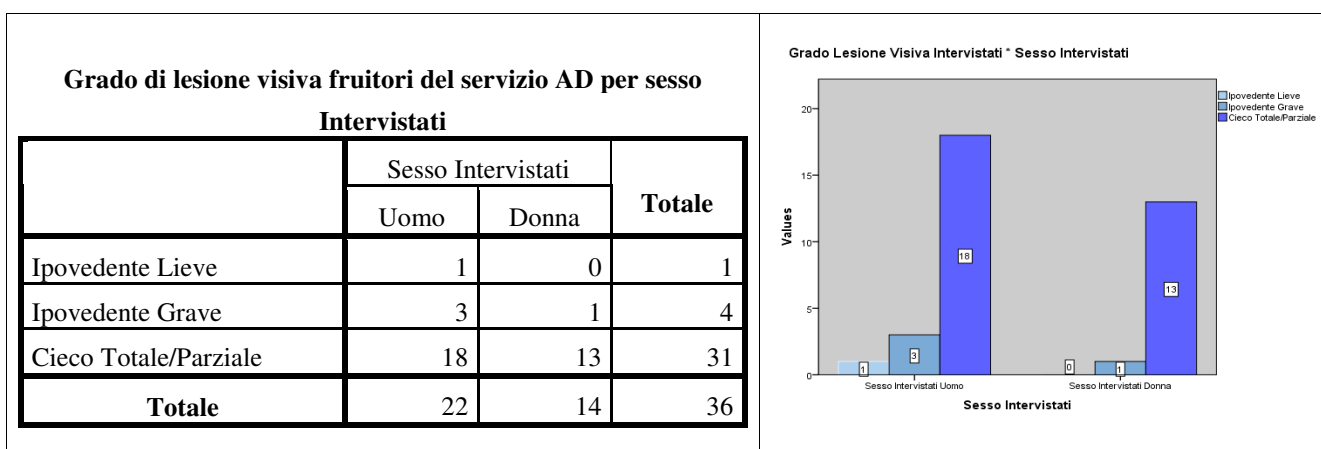 Grado di lesione visiva fruitori del servizio AD per sesso
Intervistati
Sesso Intervistati Totale
Uomo Donna
Ipovedente Lieve 1 0 1
Ipovedente Grave 3 1 4
Cieco Totale/Parziale 18 13 31
Totale 22 14 36
Grado Lesione Visiva Intervistati * Sesso Intervistati
Ipovedente Lieve
Ipovedente Grave
Cieco Totale/Parziale
Values
20
15
10
5
0
1
3
18
0
1
13
Sesso Intervistati Uomo Sesso Intervistati Donna
Sesso Intervistati